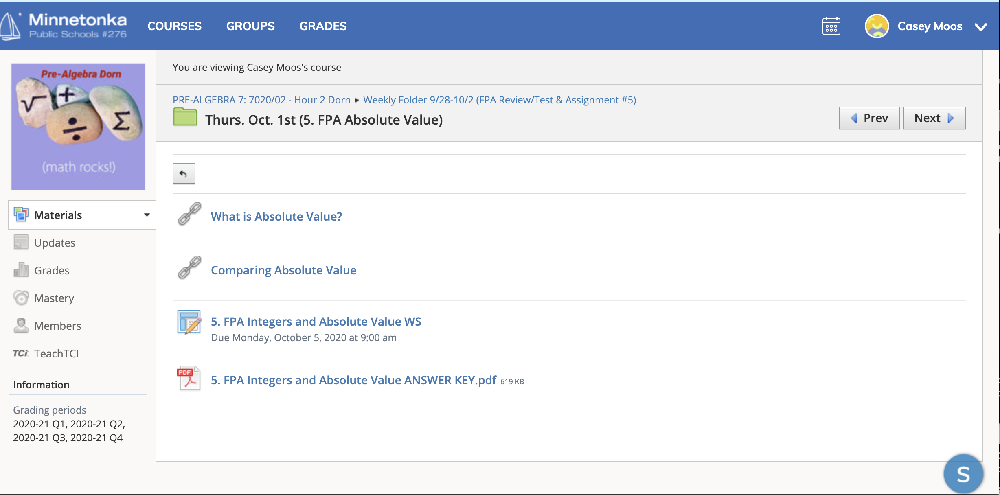 Minnetonka
Public Schools #276
COURSES
GROUPS
GRADES
Casey Moos
Pre-Algebra Dorn
(math rocks!)
Materials
Updates
Grades
Mastery
Members
TCi TeachTCI
Information
Grading periods
2020-21 Q1, 2020-21 Q2,
2020-21 Q3, 2020-21 Q4
You are viewing Casey Moos's course
PRE-ALGEBRA 7: 7020/02 - Hour 2 Dorn ▸ Weekly Folder 9/28-10/2 (FPA Review/Test & Assignment #5)
Thurs. Oct. 1st (5. FPA Absolute Value)
Prev
Next
What is Absolute Value?
Comparing Absolute Value
5. FPA Integers and Absolute Value WS
Due Monday, October 5, 2020 at 9:00 am
PDF
5. FPA Integers and Absolute Value ANSWER KEY.pdf 619 KB
S